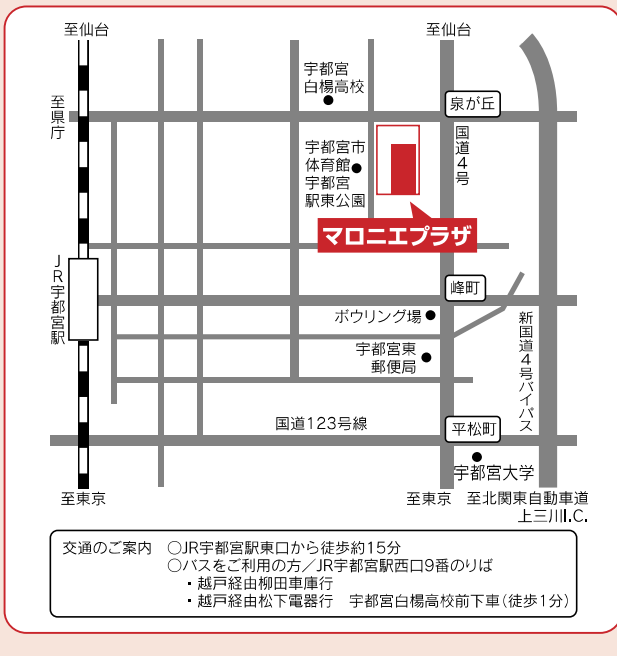 至仙台
至仙台
宇都宮
白楊高校
泉が丘
至県庁
国道4号
宇都宮市
体育館
宇都宮
駅東公園
マロニエプラザ
JR宇都宮駅
峰町
ボウリング場
新国道4号バイパス
宇都宮東
郵便局
国道123号線
平松町
宇都宮大学
至東京
至東京
至北関東自動車道
上三川I.C.
交通のご案内 ○JR宇都宮駅東口から徒歩約15分
○バスをご利用の方／JR宇都宮駅西口9番のりば
・越戸経由柳田車庫行
・越戸経由松下電器行 宇都宮白楊高校前下車(徒歩1分)